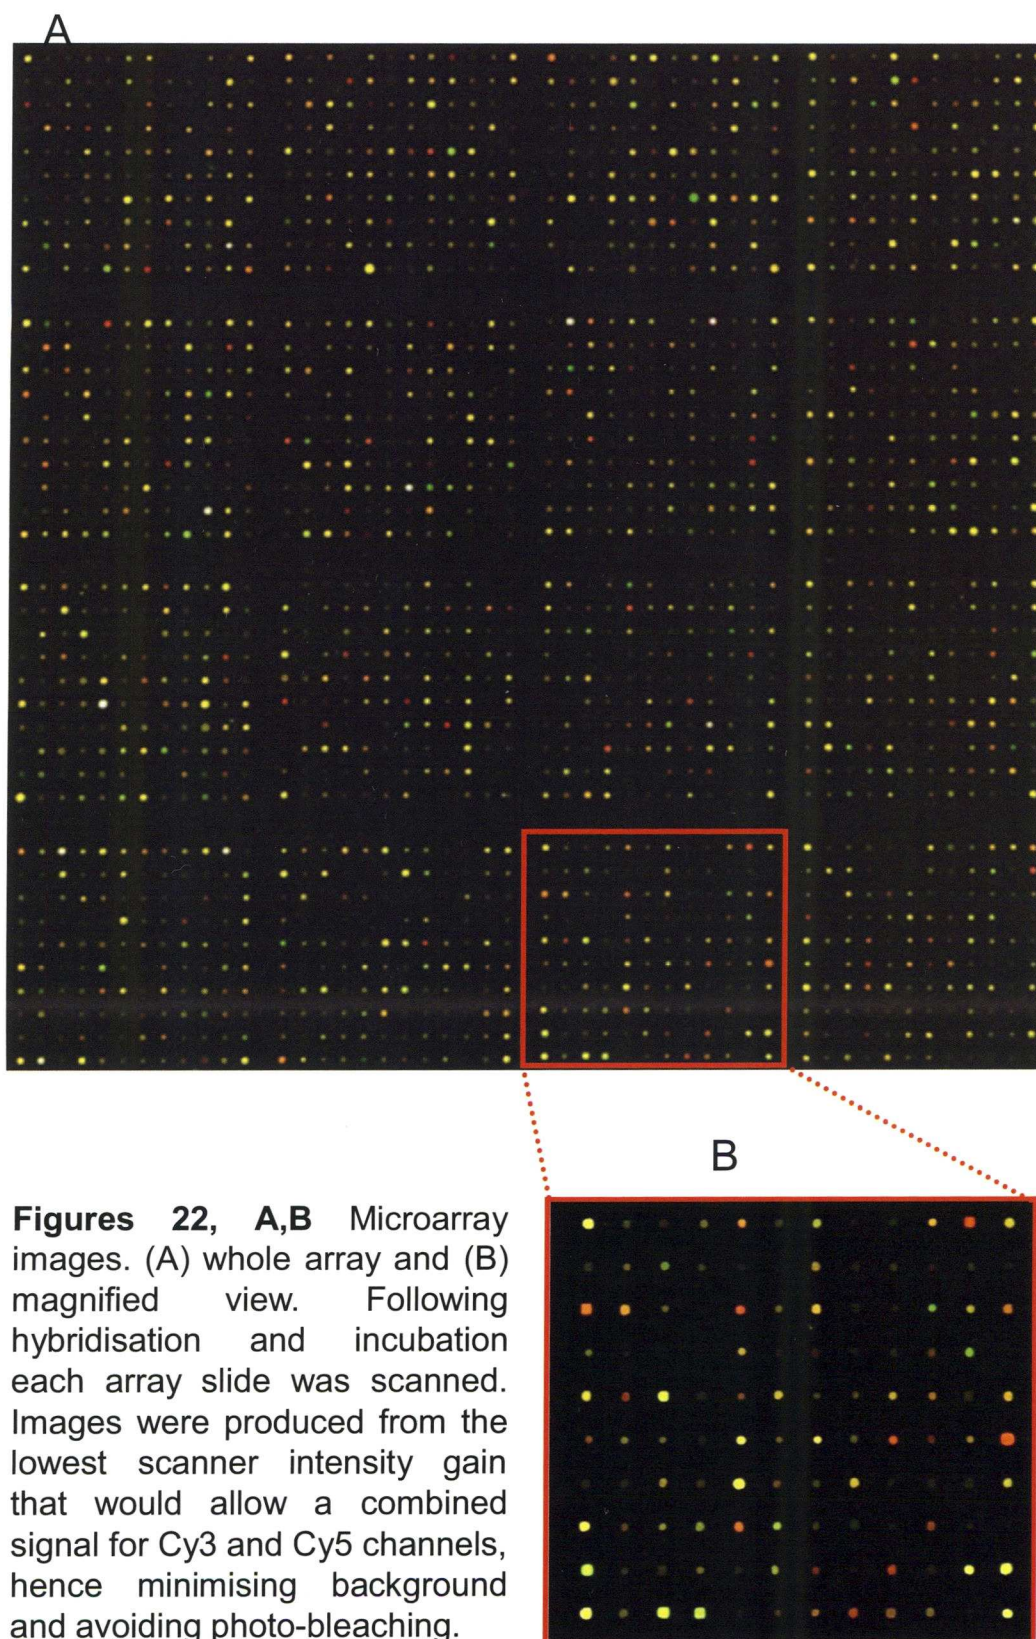 A
B
Figures 22, A,B Microarray
images. (A) whole array and (B)
magnified view. Following
hybridisation and incubation
each array slide was scanned.
Images were produced from the
lowest scanner intensity gain
that would allow a combined
signal for Cy3 and Cy5 channels,
hence minimising background
and avoiding photo-bleaching.